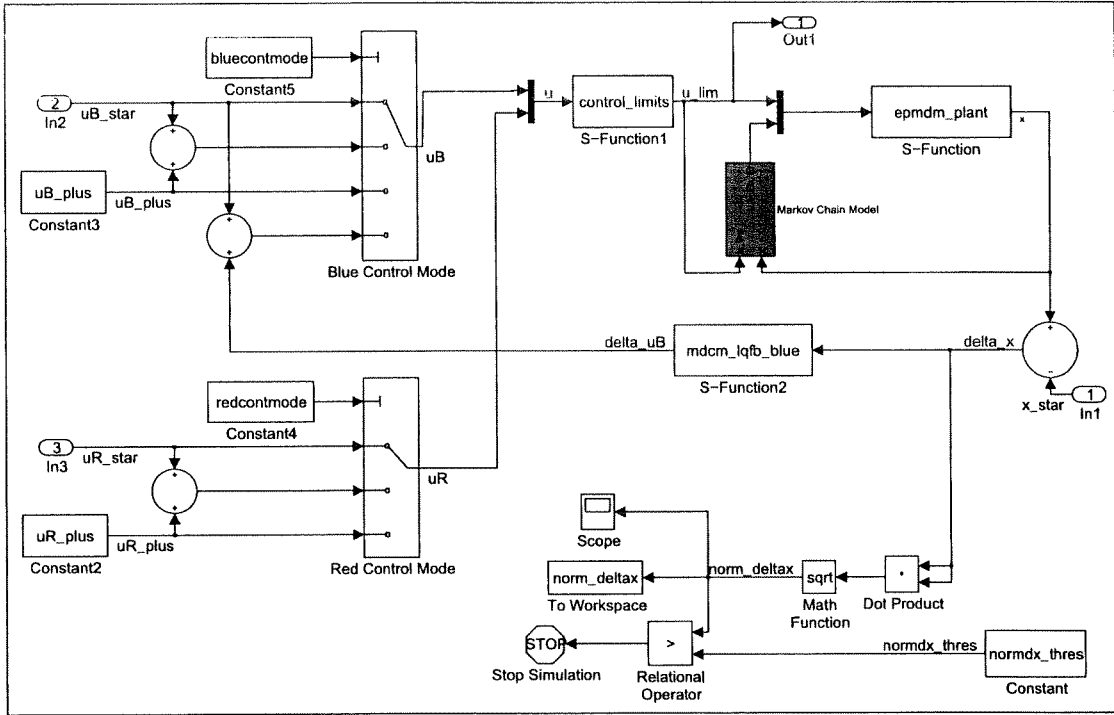 1
Out1
bluecontmode
Constant5
2
In2
uB_star
uB
u
control_limits
S-Function1
u_lim
epmdm_plant
S-Function
x
uB_plus
Constant3
uB_plus
Markov Chain Model
Blue Control Mode
delta_uB
mdcm_lqfb_blue
S-Function2
delta_x
x_star
1
In1
redcontmode
Constant4
3
In3
uR_star
uR
uR_plus
Constant2
uR_plus
Red Control Mode
Scope
norm_deltax
To Workspace
norm_deltax
sqrt
Math
Function
Dot Product
STOP
Stop Simulation
>
Relational
Operator
normdx_thres
normdx_thres
Constant